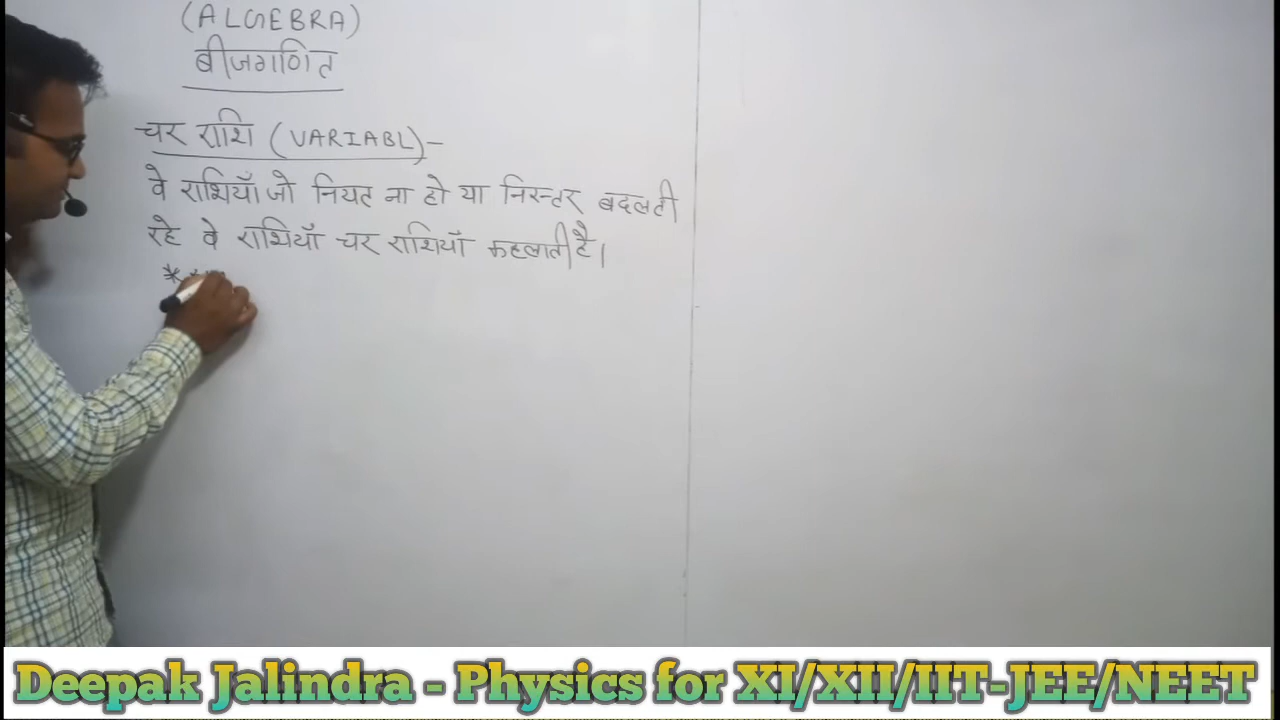 (ALGEBRA)
बीजगणित
चर राशि (VARIABL)-
वे राशियाँ जो नियत ना हो या निरन्तर बदलती
रहे वे राशियाँ चर राशियाँ कहलाती है।
Deepak Jalindra - Physics for XI/XII/IIT-JEE/NEET